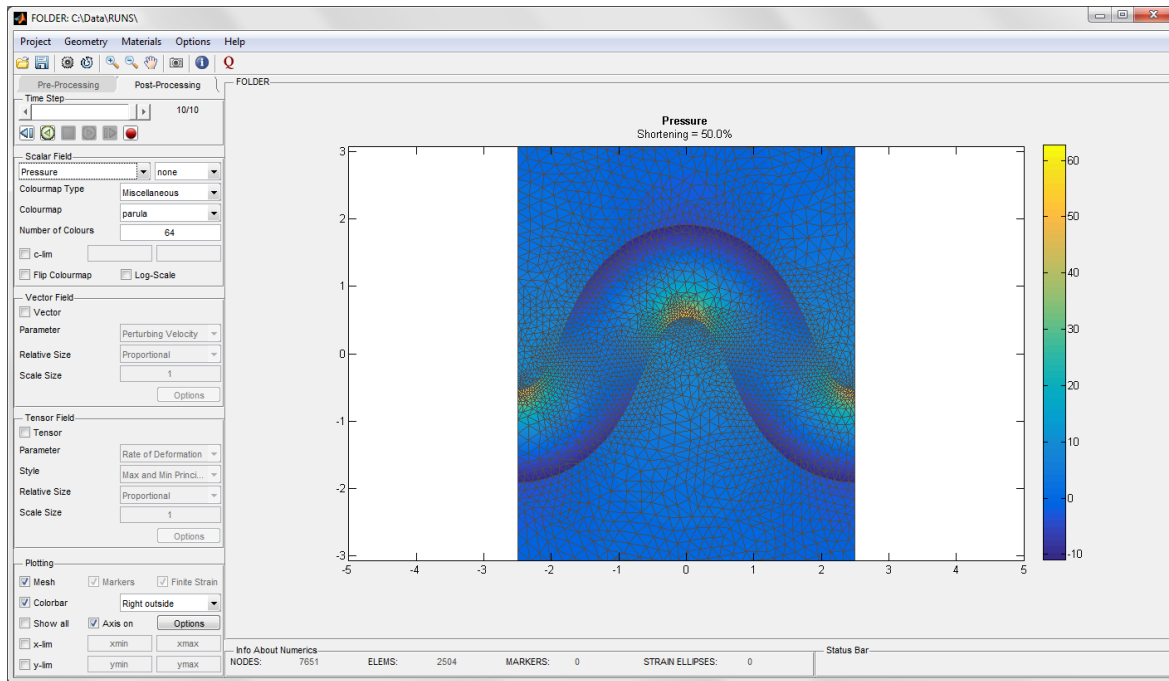 FOLDER: C:\Data\RUNS\
Project Geometry Materials Options Help
Q
Pre-Processing Post-Processing
Time Step
10/10
Scalar Field
Pressure none
Colourmap Type Miscellaneous
Colourmap parula
Number of Colours 64
c-lim
Flip Colourmap Log-Scale
Vector Field
Vector
Parameter Perturbing Velocity
Relative Size Proportional
Scale Size 1
Options
Tensor Field
Tensor
Parameter Rate of Deformation
Style Max and Min Princi...
Relative Size Proportional
Scale Size 1
Options
Plotting
Mesh Markers Finite Strain
Colorbar Right outside
Show all Axis on Options
x-lim xmin xmax
y-lim ymin ymax
FOLDER
Pressure
Shortening = 50.0%
3
2
1
0
-1
-2
-3
-5 -4 -3 -2 -1 0 1 2 3 4 5
60
50
40
30
20
10
0
-10
Info About Numerics
NODES: 7651 ELEMS: 2504 MARKERS: 0 STRAIN ELLIPSES: 0
Status Bar